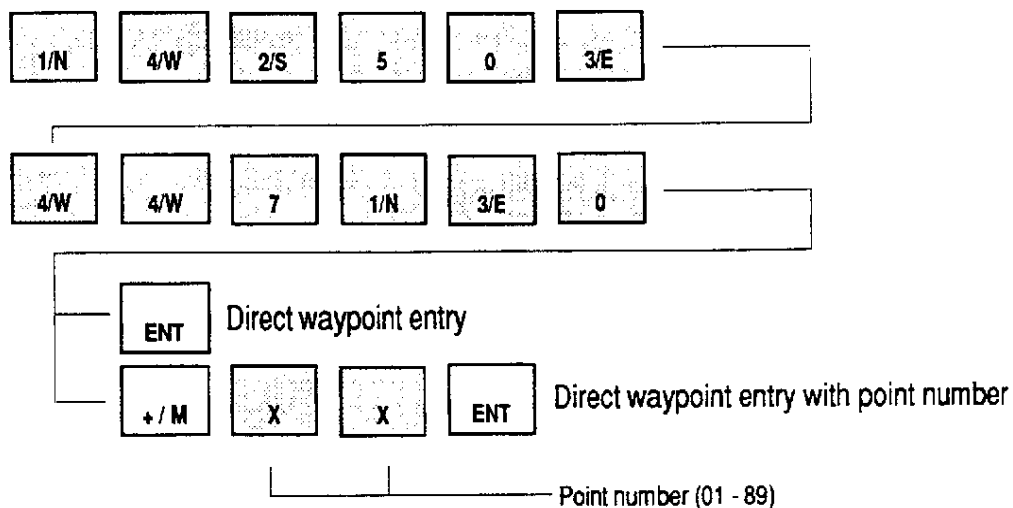 1/N 4/W 2/S 5 0 3/E
4/W 4/W 7 1/N 3/E 0
ENT Direct waypoint entry
+ / M X X ENT Direct waypoint entry with point number
Point number (01 - 89)